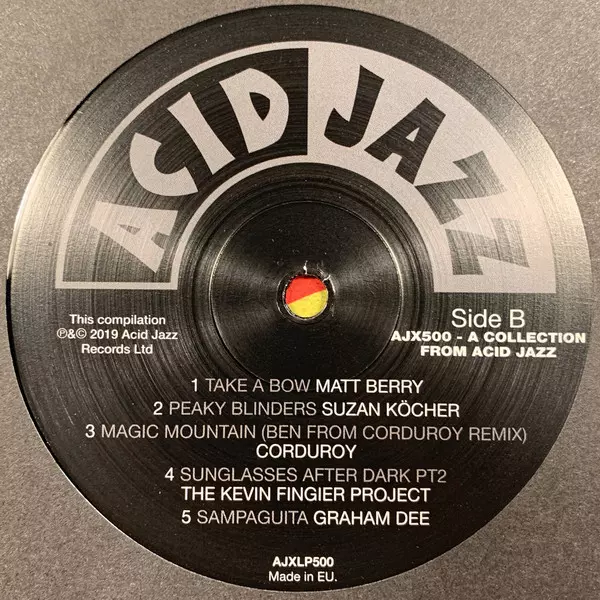 ACID JAZZ
Side B
This compilation
℗&© 2019 Acid Jazz
Records Ltd
AJX500 - A COLLECTION
FROM ACID JAZZ
1 TAKE A BOW MATT BERRY
2 PEAKY BLINDERS SUZAN KÖCHER
3 MAGIC MOUNTAIN (BEN FROM CORDUROY REMIX)
CORDUROY
4 SUNGLASSES AFTER DARK PT2
THE KEVIN FINGIER PROJECT
5 SAMPAGUITA GRAHAM DEE
AJXLP500
Made in EU.